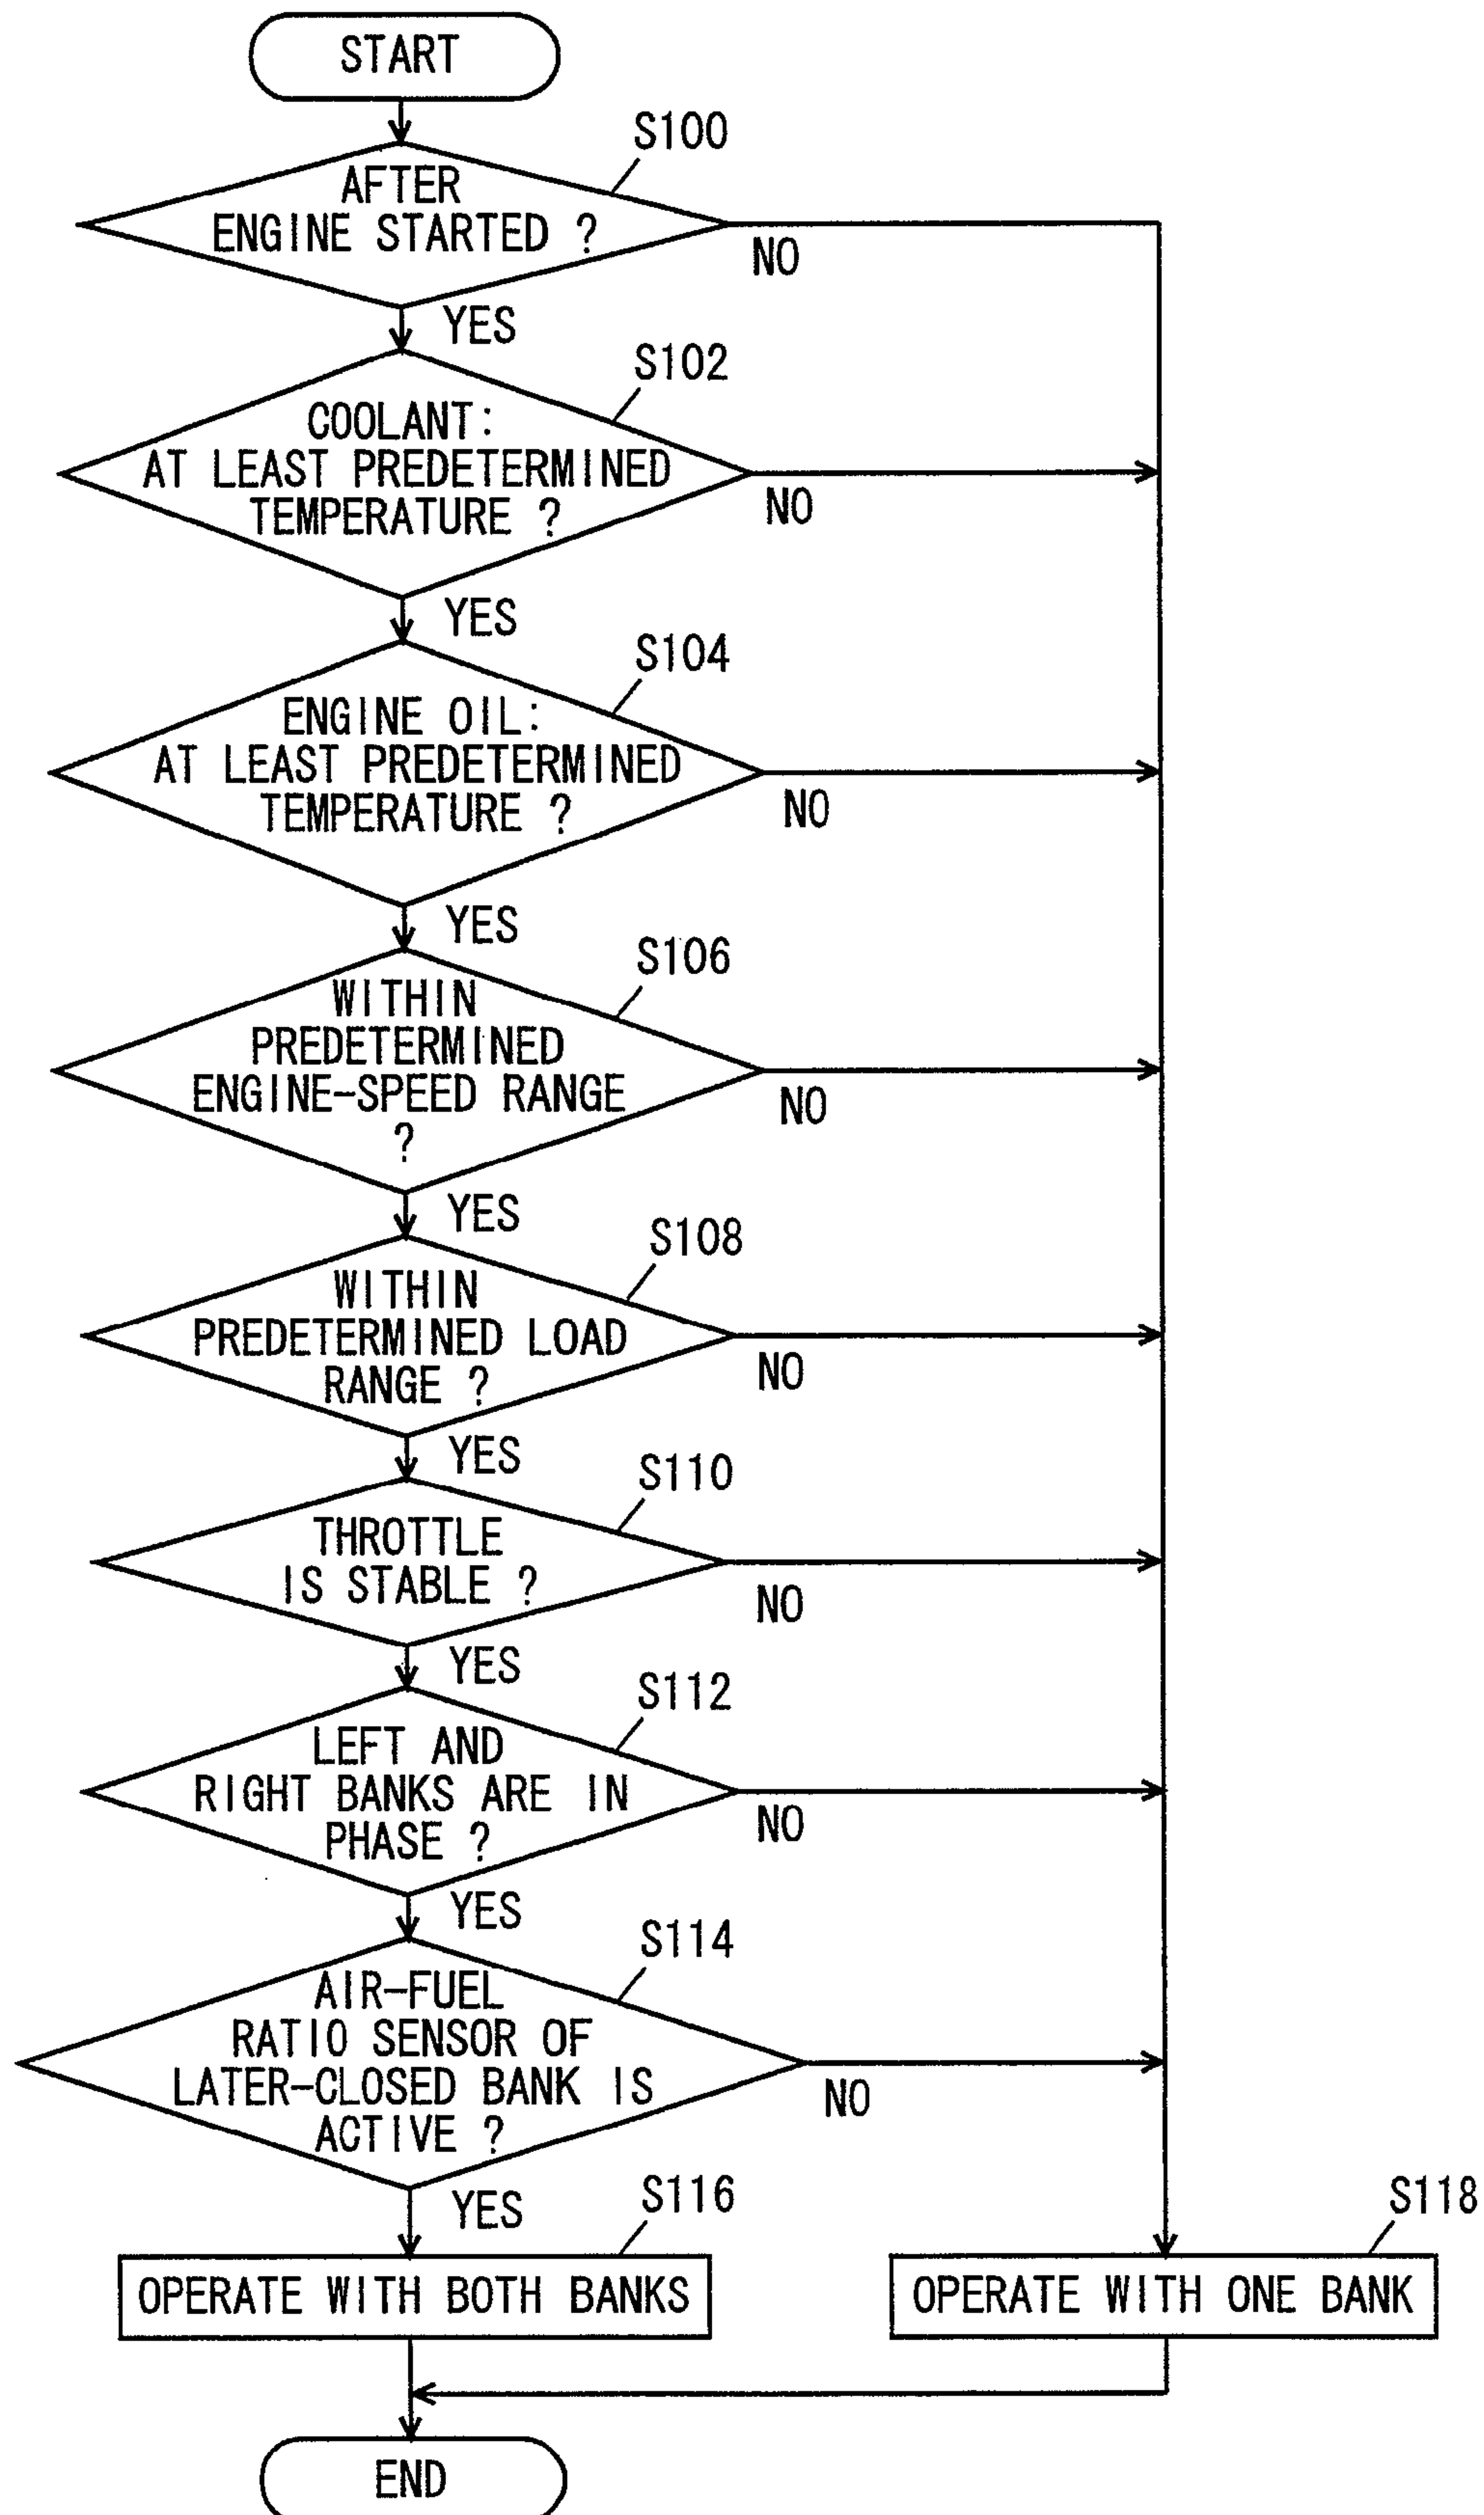 START
S100
AFTER
ENGINE STARTED ?
NO
YES
S102
COOLANT:
AT LEAST PREDETERMINED
TEMPERATURE ?
NO
YES
S104
ENGINE OIL:
AT LEAST PREDETERMINED
TEMPERATURE ?
NO
YES
S106
WITHIN
PREDETERMINED
ENGINE-SPEED RANGE
?
NO
YES
S108
WITHIN
PREDETERMINED LOAD
RANGE ?
NO
YES
S110
THROTTLE
IS STABLE ?
NO
YES
S112
LEFT AND
RIGHT BANKS ARE IN
PHASE ?
NO
YES
S114
AIR-FUEL
RATIO SENSOR OF
LATER-CLOSED BANK IS
ACTIVE ?
NO
YES
S116
S118
OPERATE WITH BOTH BANKS
OPERATE WITH ONE BANK
END